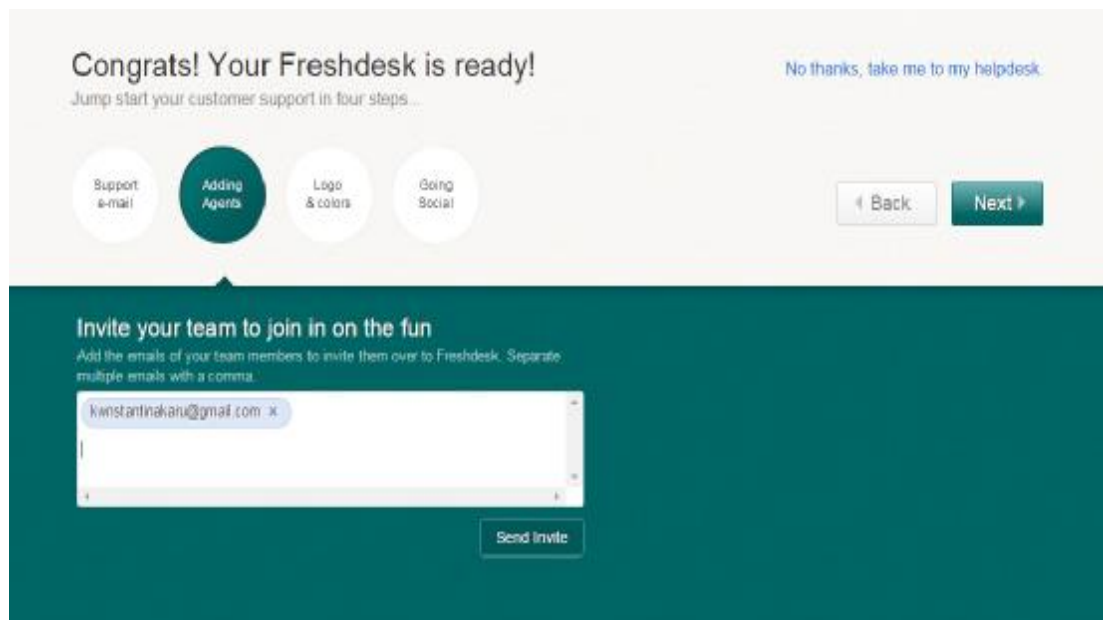 Congrats! Your Freshdesk is ready!
No thanks, take me to my helpdesk.
Jump start your customer support in four steps...
Support
e-mail
Adding
Agents
Logo
& colors
Going
Social
Back
Next
Invite your team to join in on the fun
Add the emails of your team members to invite them over to Freshdesk. Separate
multiple emails with a comma.
kwnstantinakaru@gmail.com ×
Send Invite